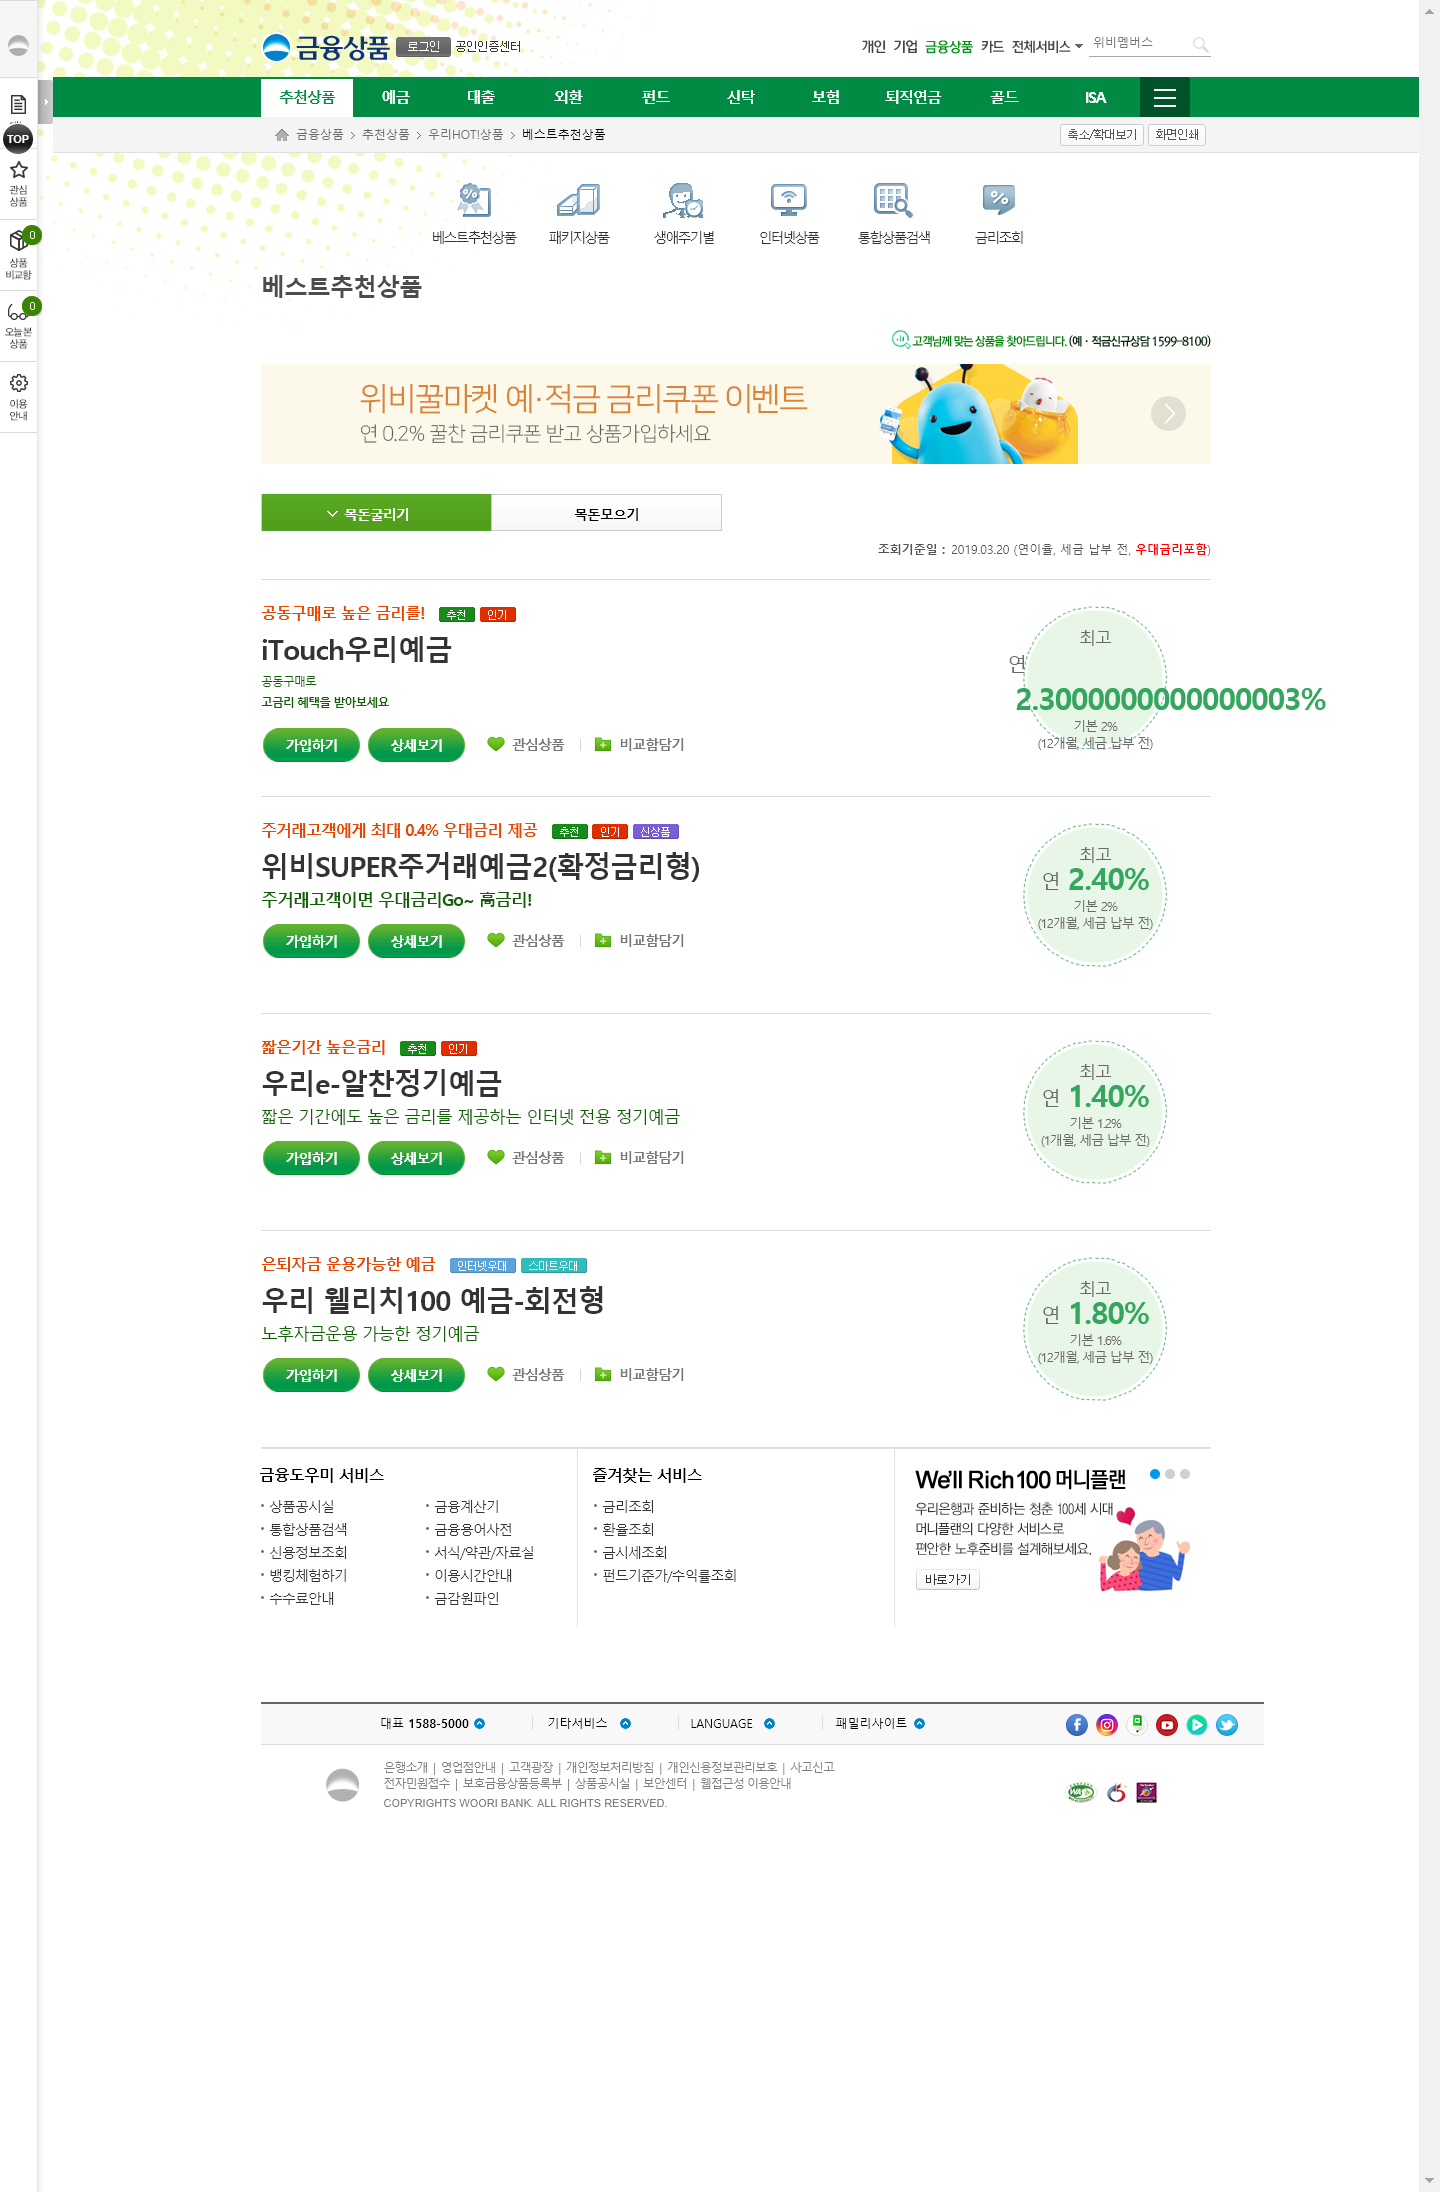 금융상품 로그인 공인인증센터
개인 기업 금융상품 카드 전체서비스 위비멤버스
추천상품 예금 대출 외환 펀드 신탁 보험 퇴직연금 골드 ISA
금융상품 > 추천상품 > 우리HOT!상품 > 베스트추천상품
축소/확대보기 화면인쇄
TOP
관심
상품
0
상품
비교함
0
오늘본
상품
이용
안내
베스트추천상품 패키지상품 생애주기별 인터넷상품 통합상품검색 금리조회
베스트추천상품
고객님께 맞는 상품을 찾아드립니다. (예 · 적금신규상담 1599-8100)
위비꿀마켓 예·적금 금리쿠폰 이벤트
연 0.2% 꿀찬 금리쿠폰 받고 상품가입하세요
목돈굴리기 목돈모으기
조회기준일 : 2019.03.20 (연이율, 세금 납부 전, 우대금리포함)
공동구매로 높은 금리를! 추천 인기
iTouch우리예금
공동구매로
고금리 혜택을 받아보세요
가입하기 상세보기 관심상품 비교함담기
최고
연
2.3000000000000003%
기본 2%
(12개월, 세금 납부 전)
주거래고객에게 최대 0.4% 우대금리 제공 추천 인기 신상품
위비SUPER주거래예금2(확정금리형)
주거래고객이면 우대금리Go~ 高금리!
가입하기 상세보기 관심상품 비교함담기
최고
연 2.40%
기본 2%
(12개월, 세금 납부 전)
짧은기간 높은금리 추천 인기
우리e-알찬정기예금
짧은 기간에도 높은 금리를 제공하는 인터넷 전용 정기예금
가입하기 상세보기 관심상품 비교함담기
최고
연 1.40%
기본 1.2%
(1개월, 세금 납부 전)
은퇴자금 운용가능한 예금 인터넷우대 스마트우대
우리 웰리치100 예금-회전형
노후자금운용 가능한 정기예금
가입하기 상세보기 관심상품 비교함담기
최고
연 1.80%
기본 1.6%
(12개월, 세금 납부 전)
금융도우미 서비스
· 상품공시실
· 통합상품검색
· 신용정보조회
· 뱅킹체험하기
· 수수료안내
· 금융계산기
· 금융용어사전
· 서식/약관/자료실
· 이용시간안내
· 금감원파인
즐겨찾는 서비스
· 금리조회
· 환율조회
· 금시세조회
· 펀드기준가/수익률조회
We'll Rich100 머니플랜
우리은행과 준비하는 청춘 100세 시대
머니플랜의 다양한 서비스로
편안한 노후준비를 설계해보세요.
바로가기
대표 1588-5000 기타서비스 LANGUAGE 패밀리사이트
은행소개 | 영업점안내 | 고객광장 | 개인정보처리방침 | 개인신용정보관리보호 | 사고신고
전자민원접수 | 보호금융상품등록부 | 상품공시실 | 보안센터 | 웹접근성 이용안내
COPYRIGHTS WOORI BANK. ALL RIGHTS RESERVED.